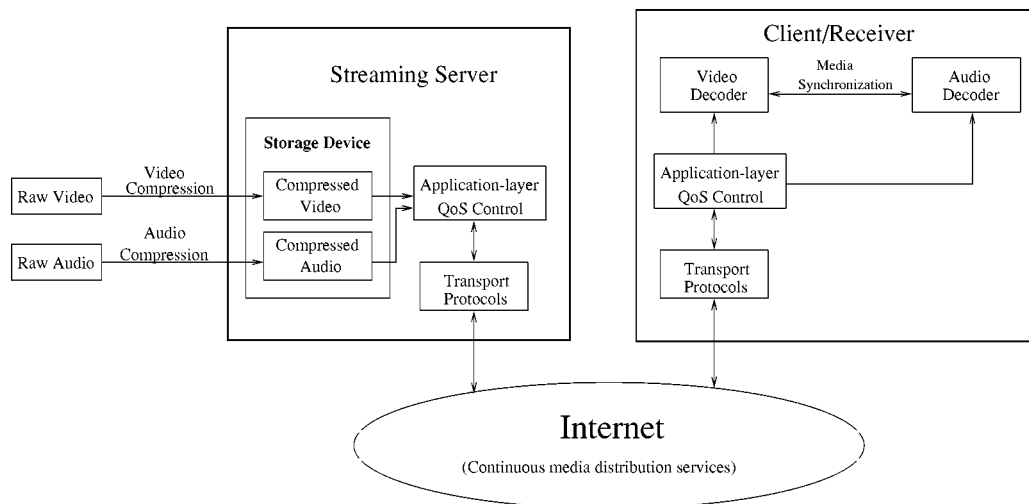 Streaming Server
Storage Device
Raw Video
Video
Compression
Compressed
Video
Application-layer
QoS Control
Raw Audio
Audio
Compression
Compressed
Audio
Transport
Protocols
Client/Receiver
Video
Decoder
Media
Synchronization
Audio
Decoder
Application-layer
QoS Control
Transport
Protocols
Internet
(Continuous media distribution services)